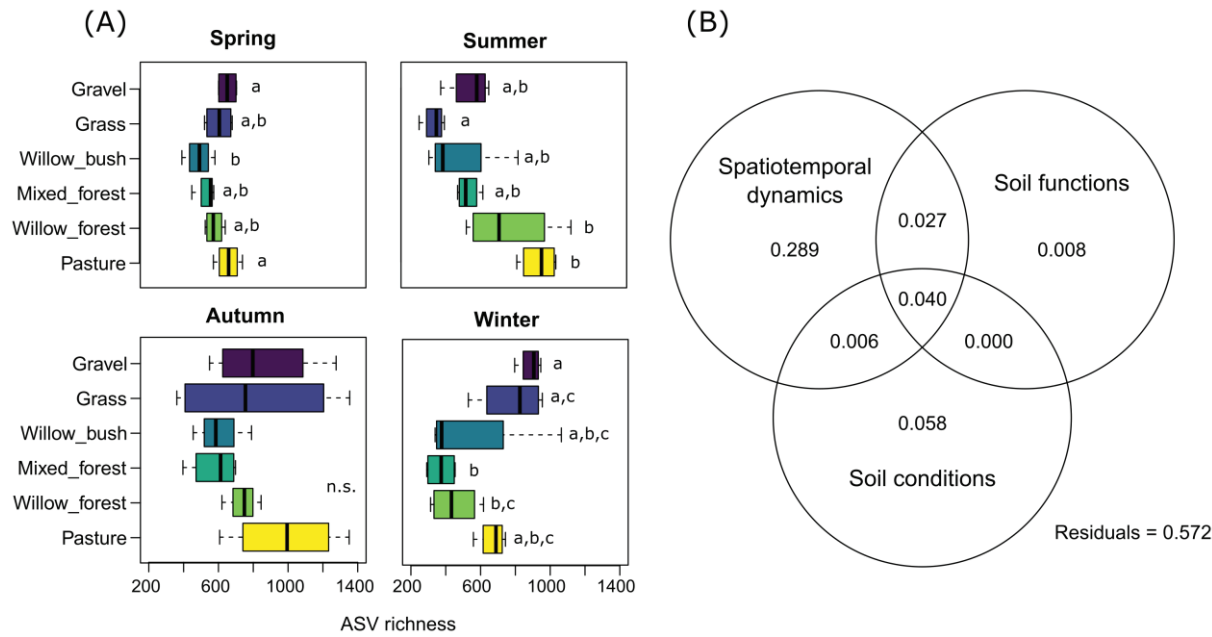 (A)
Spring
Summer
Gravel
Grass
Willow_bush
Mixed_forest
Willow_forest
Pasture
a
a,b
b
a,b
a,b
a
a,b
a
a,b
a,b
b
b
Autumn
Winter
Gravel
Grass
Willow_bush
Mixed_forest
Willow_forest
Pasture
n.s.
a
a,c
a,b,c
b
b,c
a,b,c
200 600 1000 1400
200 600 1000 1400
ASV richness
(B)
Spatiotemporal
dynamics
Soil functions
0.027
0.289
0.008
0.040
0.006
0.000
0.058
Soil conditions
Residuals = 0.572